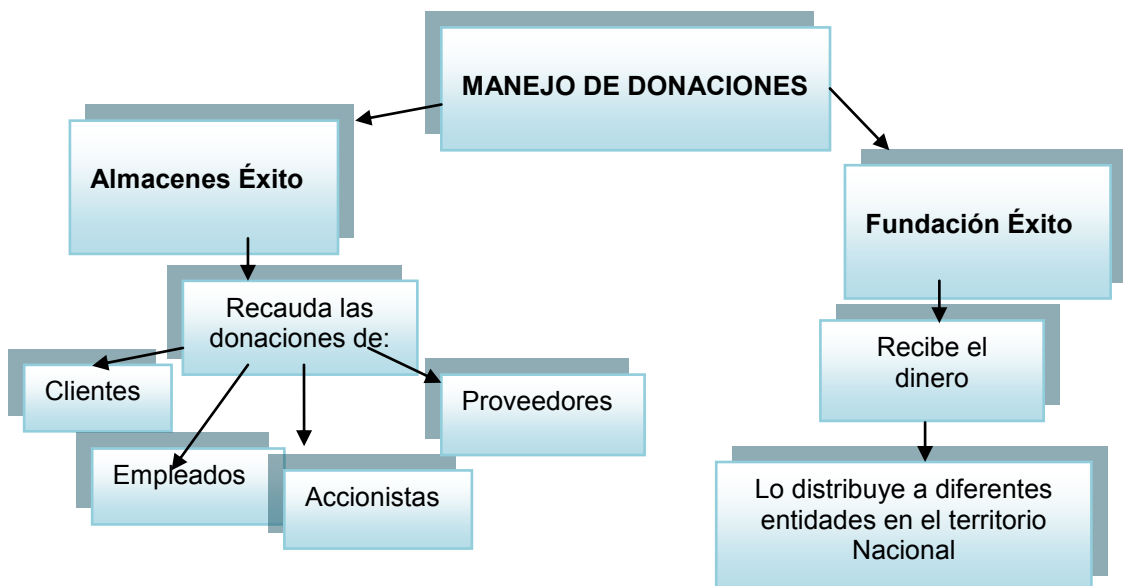 MANEJO DE DONACIONES
Almacenes Éxito
Fundación Éxito
Recauda las
donaciones de:
Clientes
Empleados
Accionistas
Proveedores
Recibe el
dinero
Lo distribuye a diferentes
entidades en el territorio
Nacional